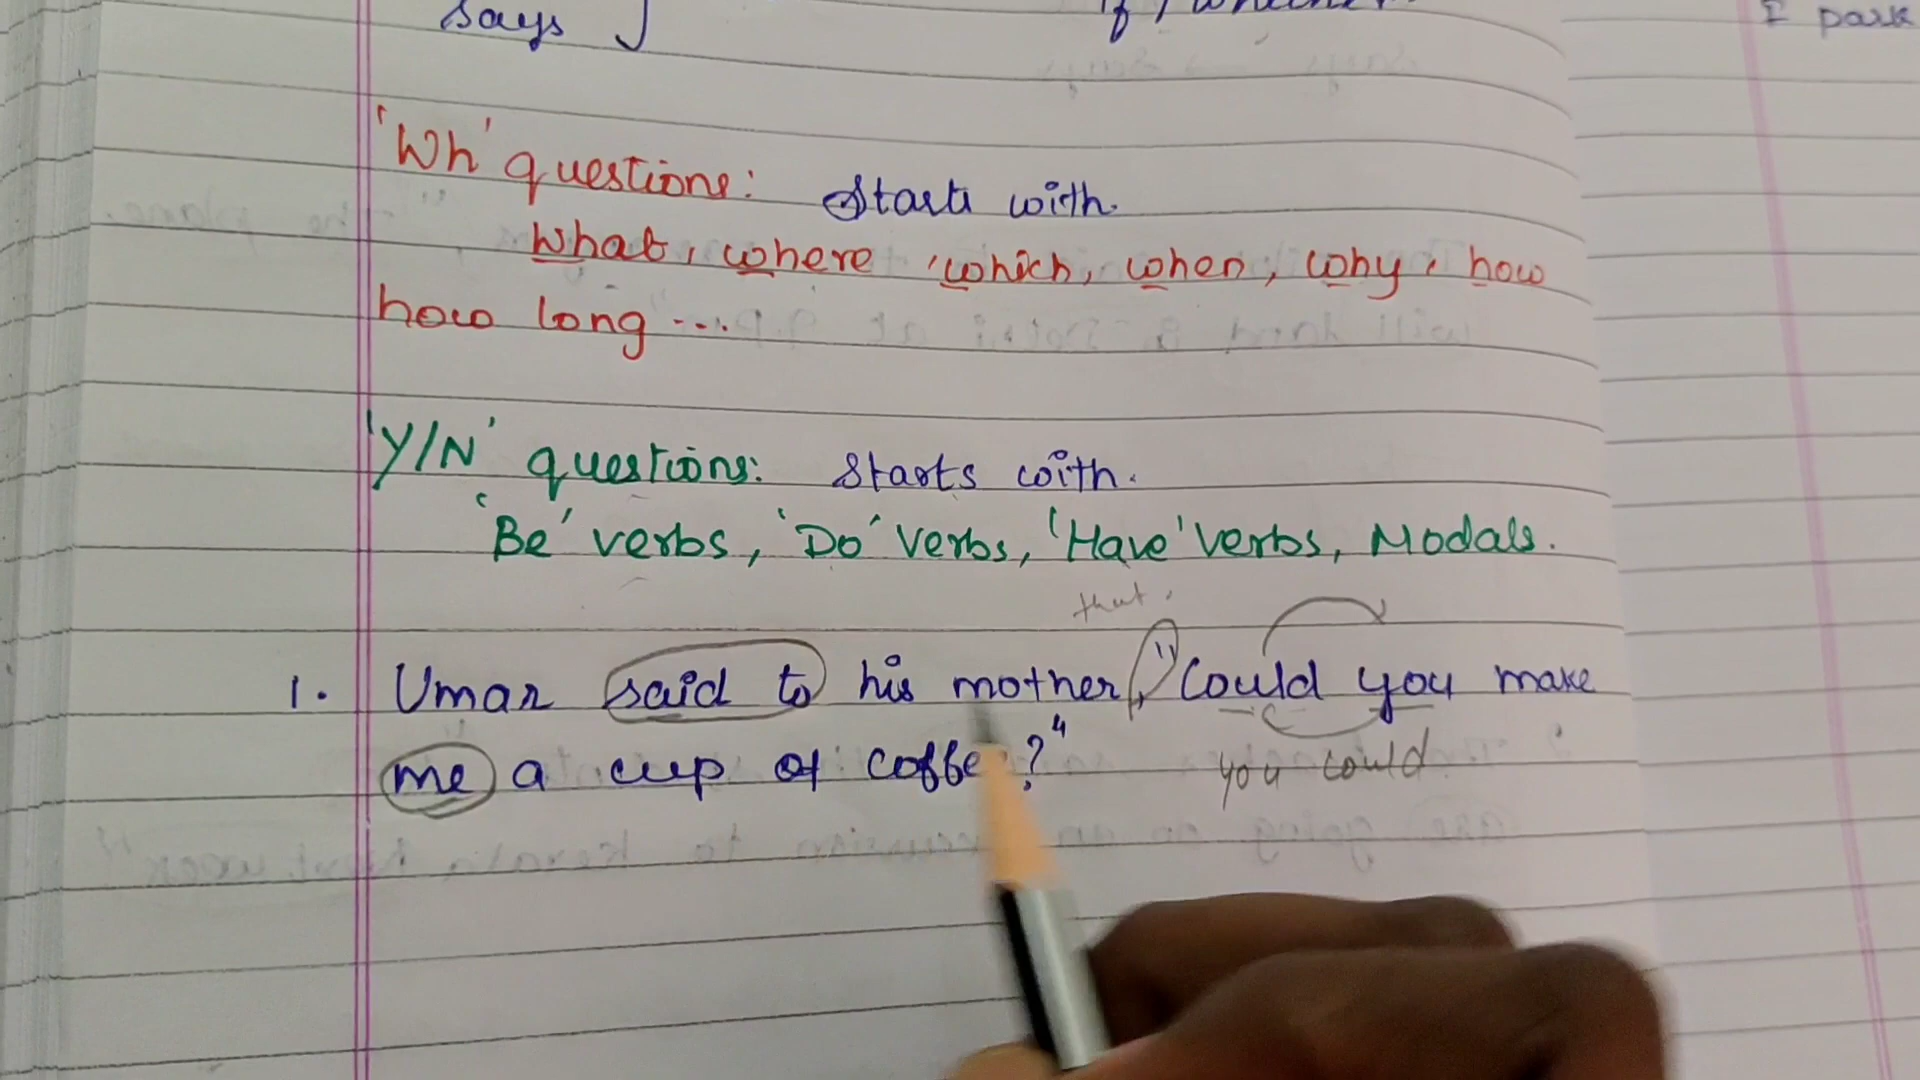 says
I park
'Wh' questions: Starts with.
What, where, which, when, why, how
how long ....
'Y/N' questions: Starts with.
'Be' verbs, 'Do' verbs, 'Have' verbs, Modals.
that,
1. Umar said to his mother, "Could you make
me a cup of coffee?"
you could